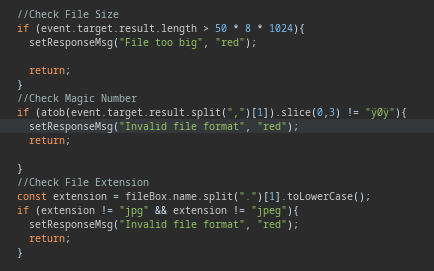 //Check File Size
if (event.target.result.length > 50 * 8 * 1024){
setResponseMsg("File too big", "red");
return;
}
//Check Magic Number
if (atob(event.target.result.split(",")[1]).slice(0,3) != "ÿØÿ"){
setResponseMsg("Invalid file format", "red");
return;
}
//Check File Extension
const extension = fileBox.name.split(".")[1].toLowerCase();
if (extension != "jpg" && extension != "jpeg"){
setResponseMsg("Invalid file format", "red");
return;
}